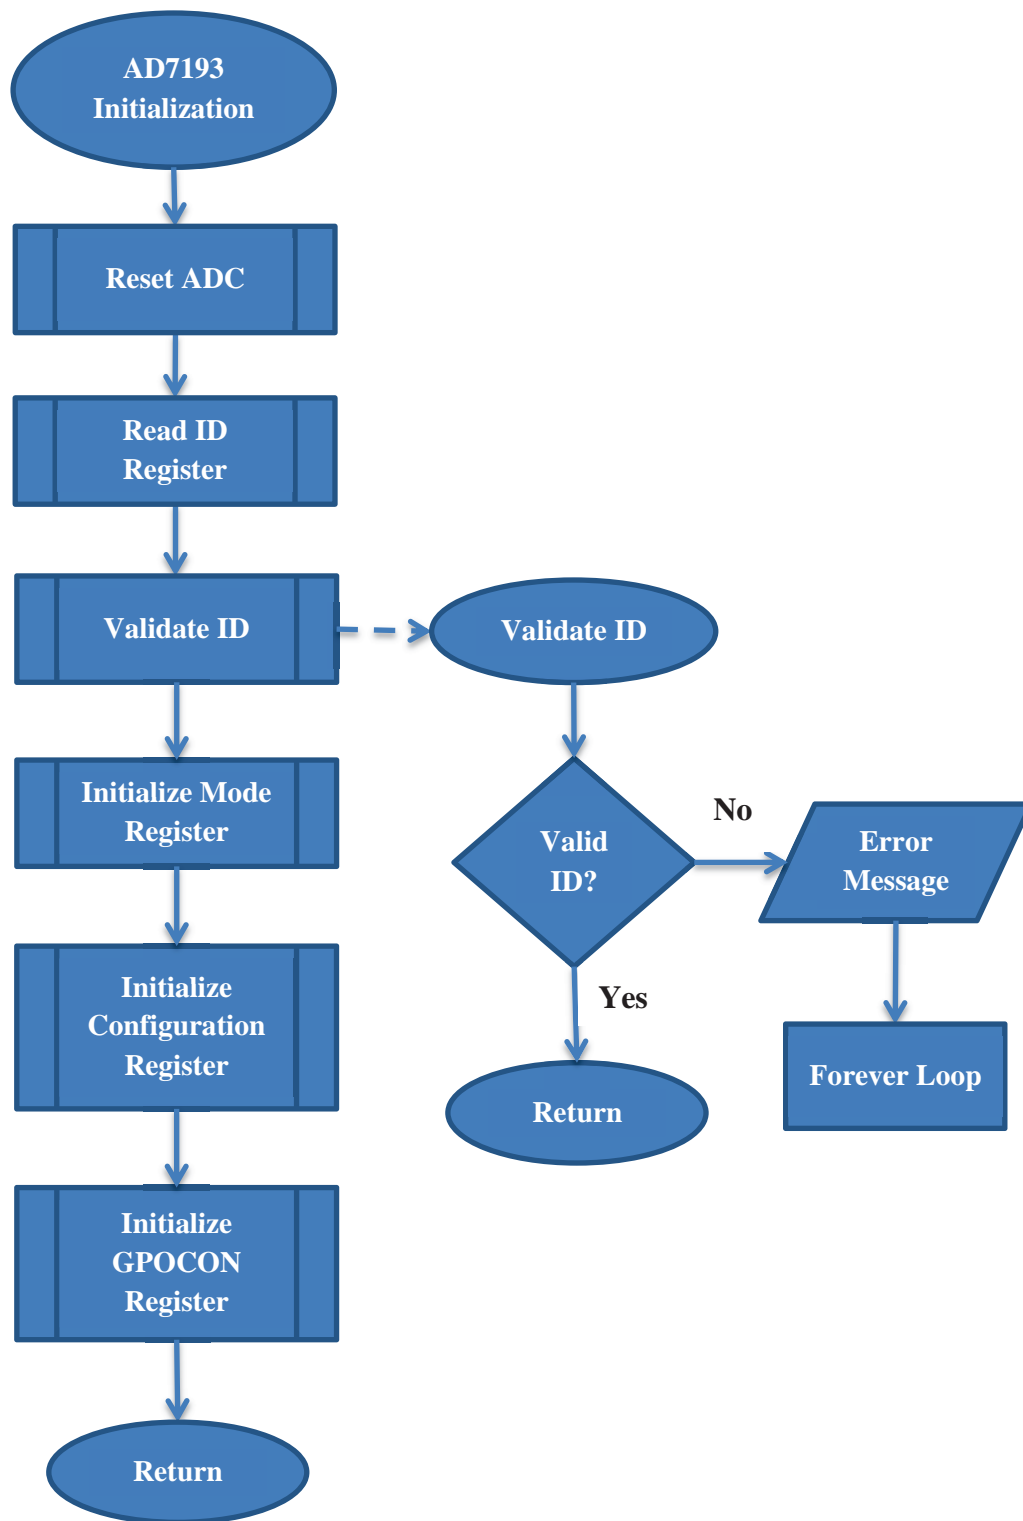 AD7193
Initialization
Reset ADC
Read ID
Register
Validate ID
Validate ID
Initialize Mode
Register
Valid
ID?
No
Error
Message
Initialize
Configuration
Register
Yes
Forever Loop
Return
Initialize
GPOCON
Register
Return